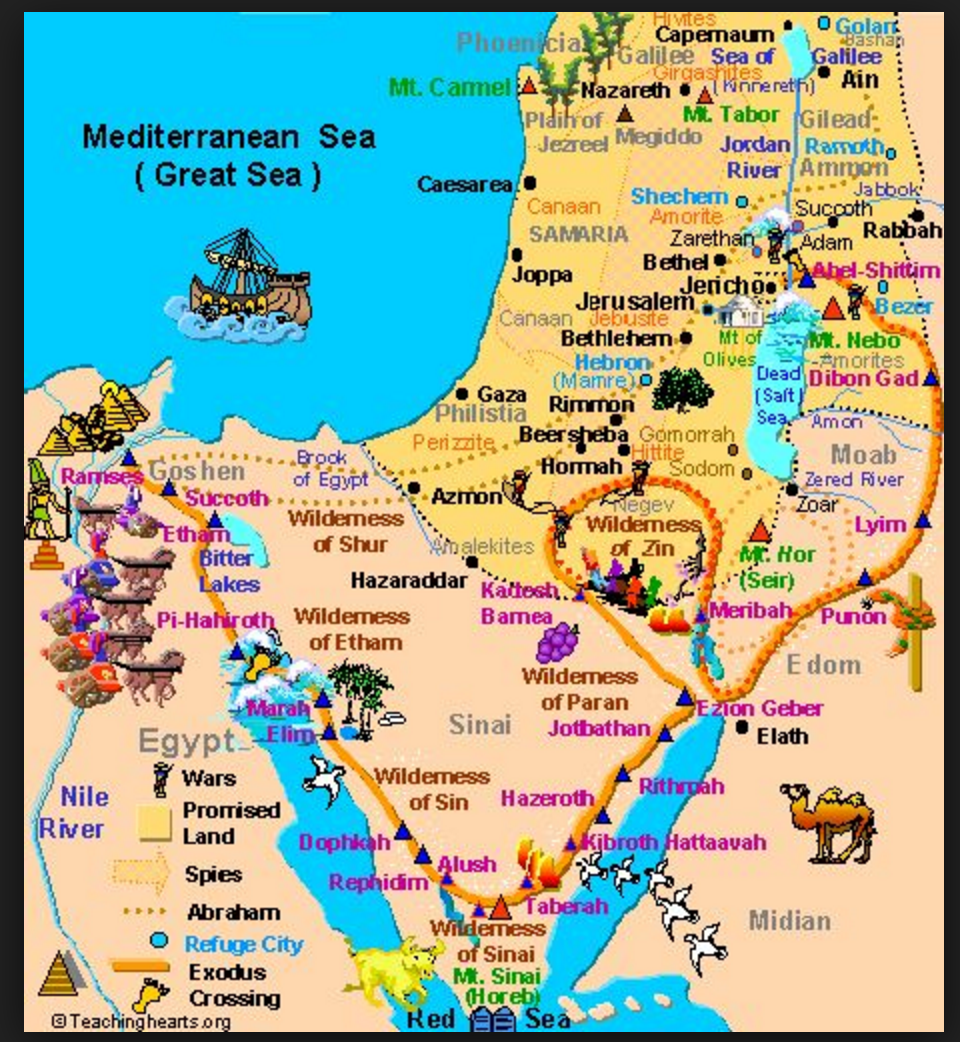 Hivites
Golan
Capernaum
Bashan
Phoenicia
Galilee
Sea of
Galilee
Girgashites
Ain
Mt. Carmel
Nazareth
(Kinnereth)
Mt. Tabor
Plain of
Jezreel
Megiddo
Gilead
Mediterranean Sea
( Great Sea )
Jordan
River
Ramoth
Ammon
Caesarea
Shechem
Jabbok
Canaan
Amorite
Succoth
SAMARIA
Zarethan
Adam
Rabbah
Joppa
Bethel
Abel-Shittim
Jericho
Jerusalem
Bezer
Canaan
Jebusite
Bethlehem
Mt of
Olives
Mt. Nebo
Amorites
Hebron
(Mamre)
Dead
(Salt
Sea
Dibon Gad
Gaza
Philistia
Rimmon
Arnon
Perizzite
Beersheba
Gomorrah
Hittite
Moab
Ramses
Goshen
Brook
of Egypt
Hormah
Sodom
Zered River
Succoth
Azmon
Negev
Zoar
Etham
Wilderness
of Shur
Wilderness
of Zin
Lyim
Bitter
Lakes
Amalekites
Mt. Hor
(Seir)
Hazaraddar
Kadesh
Barnea
Meribah
Punon
Pi-Hahiroth
Wilderness
of Etham
Edom
Wilderness
of Paran
Marah
Ezion Geber
Elim
Sinai
Jotbathan
Elath
Egypt
Wars
Wilderness
of Sin
Rithmah
Nile
River
Promised
Land
Hazeroth
Dophkah
Kibroth Hattaavah
Spies
Alush
Rephidim
Abraham
Taberah
Midian
Refuge City
Wilderness
of Sinai
Exodus
Mt. Sinai
(Horeb)
Crossing
© Teachinghearts.org
Red Sea